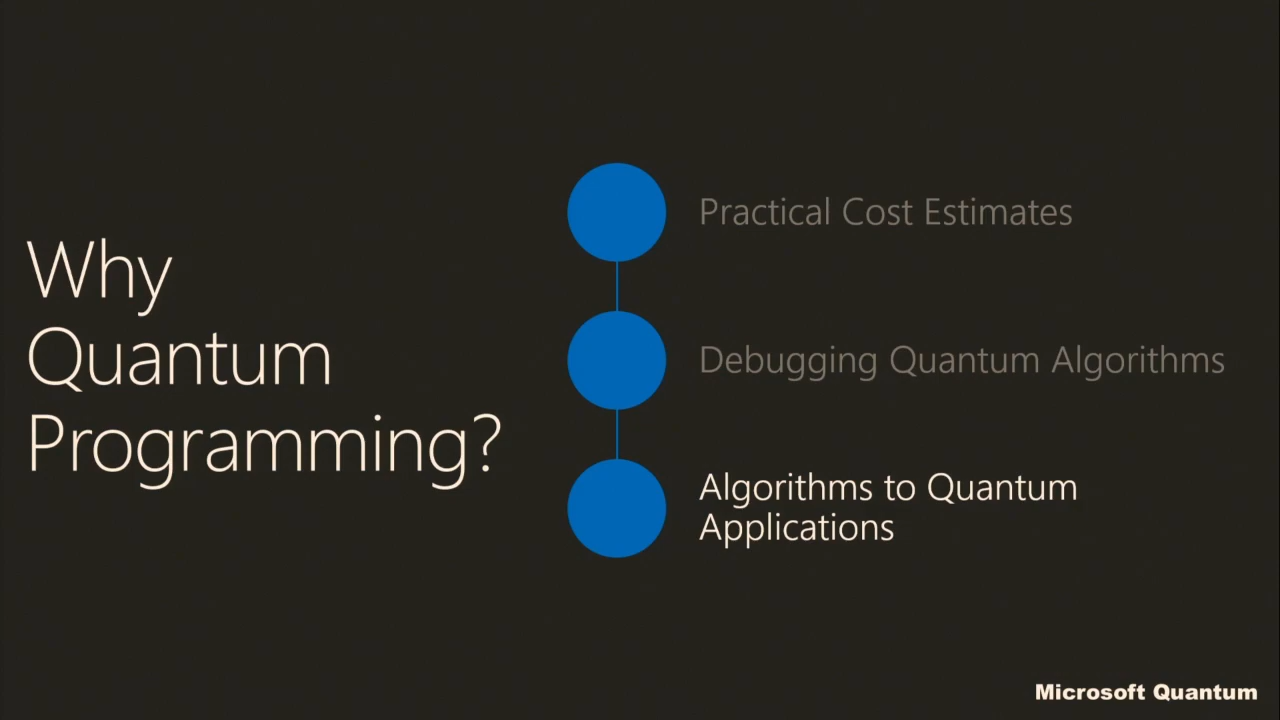 Why
Quantum
Programming?
Practical Cost Estimates
Debugging Quantum Algorithms
Algorithms to Quantum
Applications
Microsoft Quantum